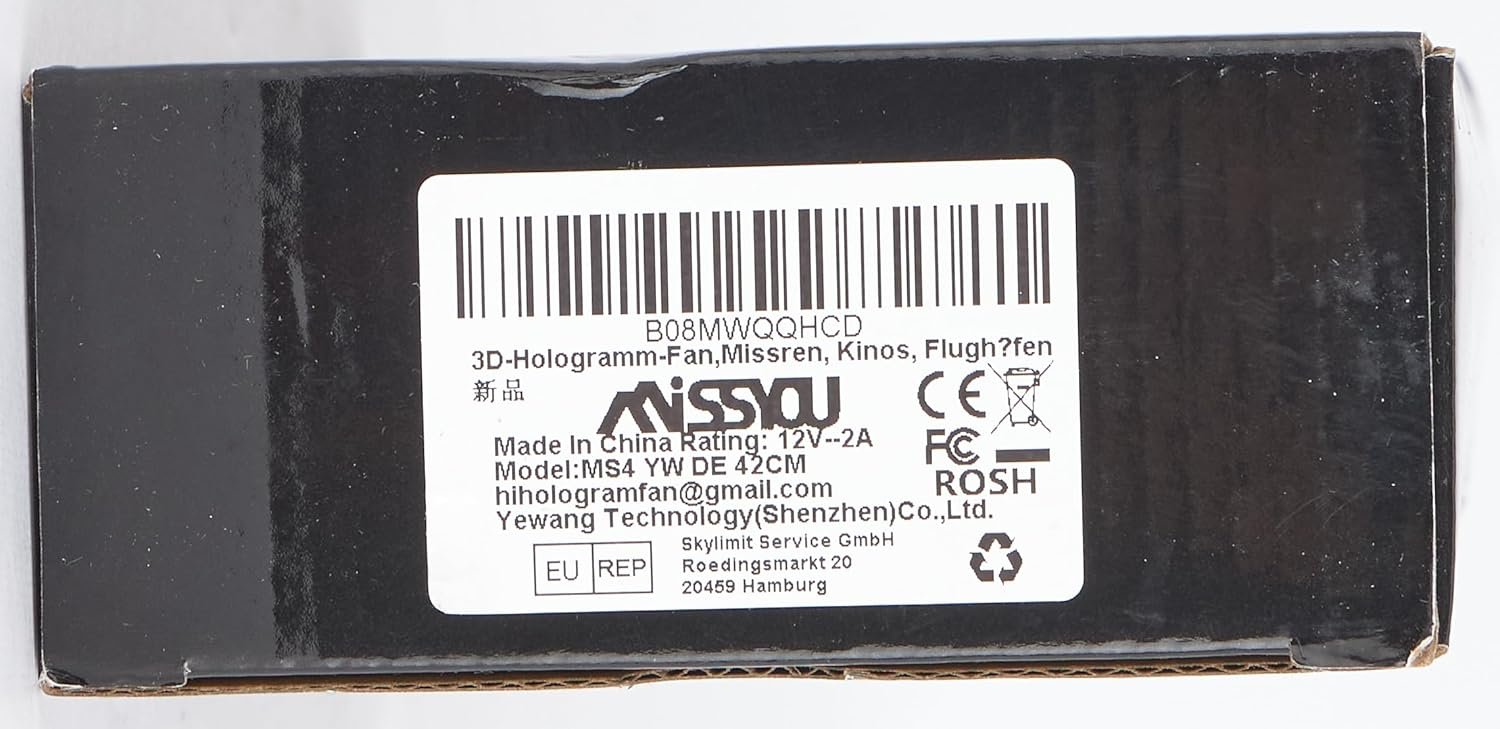 B08MWQQHCD
3D-Hologramm-Fan,Missren, Kinos, Flugh?fen
新品
MiSSYOU
CE
Made In China Rating: 12V--2A
FC
Model:MS4 YW DE 42CM
ROSH
hihologramfan@gmail.com
Yewang Technology(Shenzhen)Co.,Ltd.
EU REP
Skylimit Service GmbH
Roedingsmarkt 20
20459 Hamburg